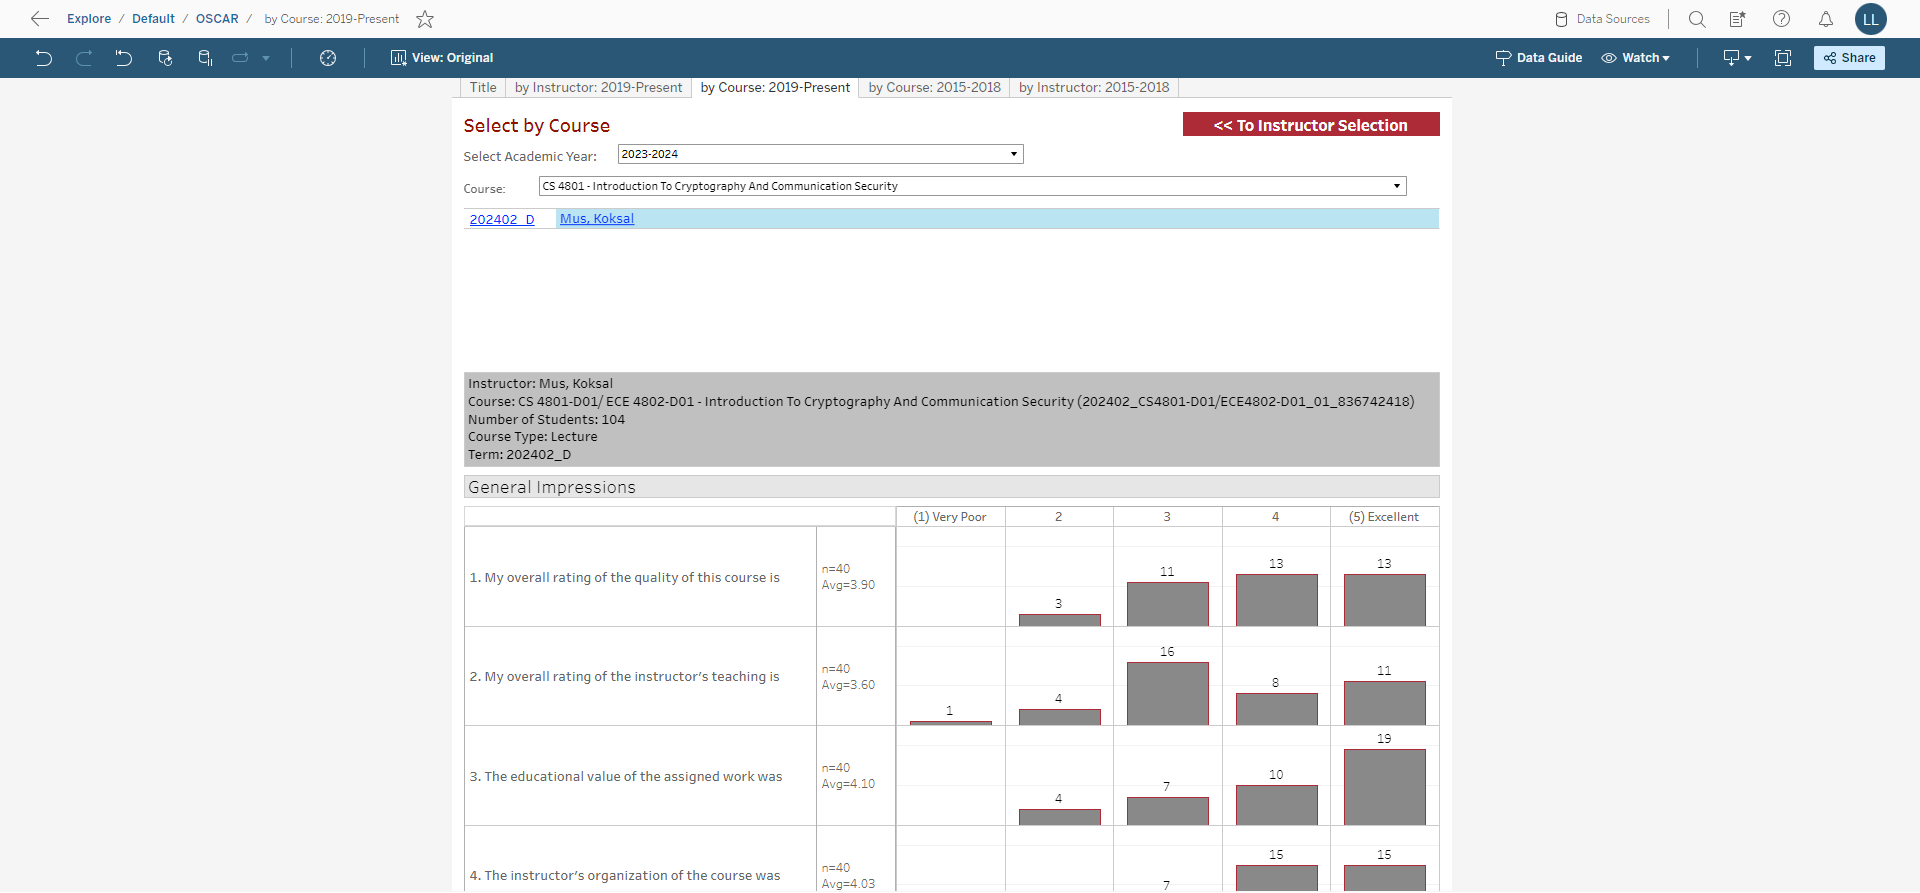 Explore / Default / OSCAR / by Course: 2019-Present
Data Sources
LL
View: Original
Data Guide
Watch
Share
Title
by Instructor: 2019-Present
by Course: 2019-Present
by Course: 2015-2018
by Instructor: 2015-2018
Select by Course
<< To Instructor Selection
Select Academic Year:
2023-2024
Course:
CS 4801 - Introduction To Cryptography And Communication Security
202402_D
Mus, Koksal
Instructor: Mus, Koksal
Course: CS 4801-D01/ ECE 4802-D01 - Introduction To Cryptography And Communication Security (202402_CS4801-D01/ECE4802-D01_01_836742418)
Number of Students: 104
Course Type: Lecture
Term: 202402_D
General Impressions
(1) Very Poor
2
3
4
(5) Excellent
1. My overall rating of the quality of this course is
n=40
Avg=3.90
3
11
13
13
2. My overall rating of the instructor's teaching is
n=40
Avg=3.60
1
4
16
8
11
3. The educational value of the assigned work was
n=40
Avg=4.10
4
7
10
19
4. The instructor's organization of the course was
n=40
Avg=4.03
7
15
15